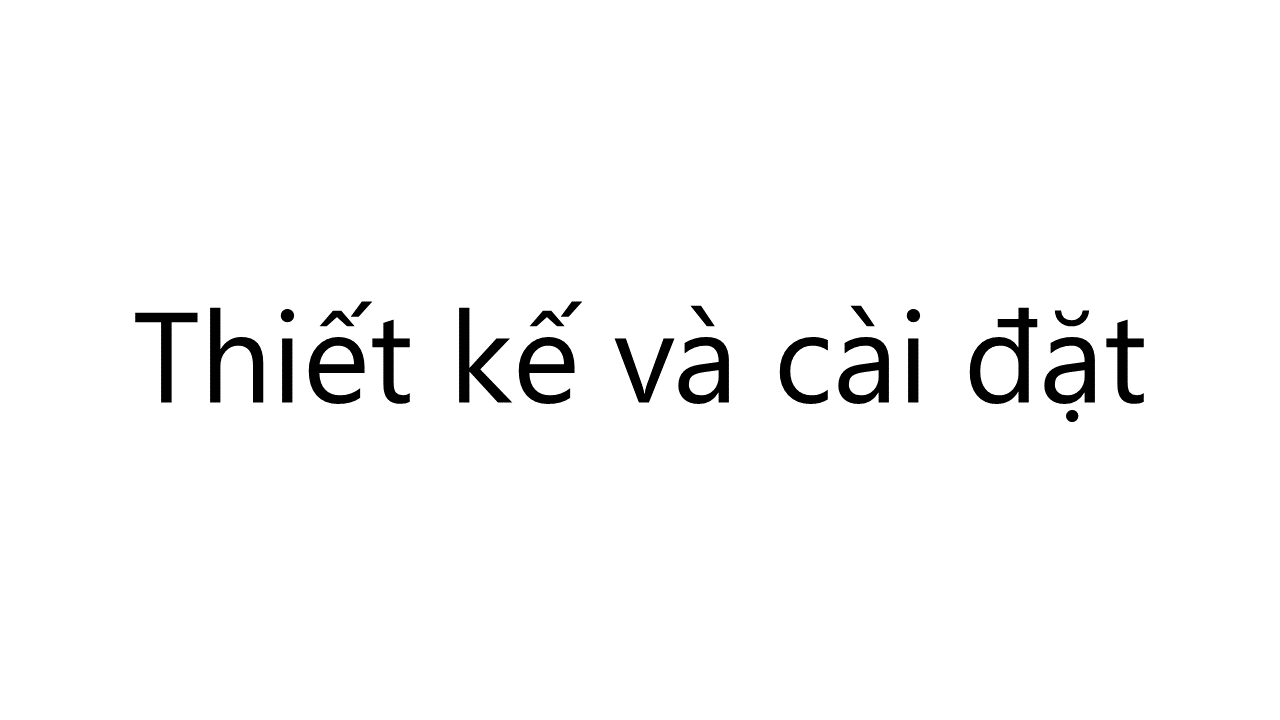 Thiết kế và cài đặt